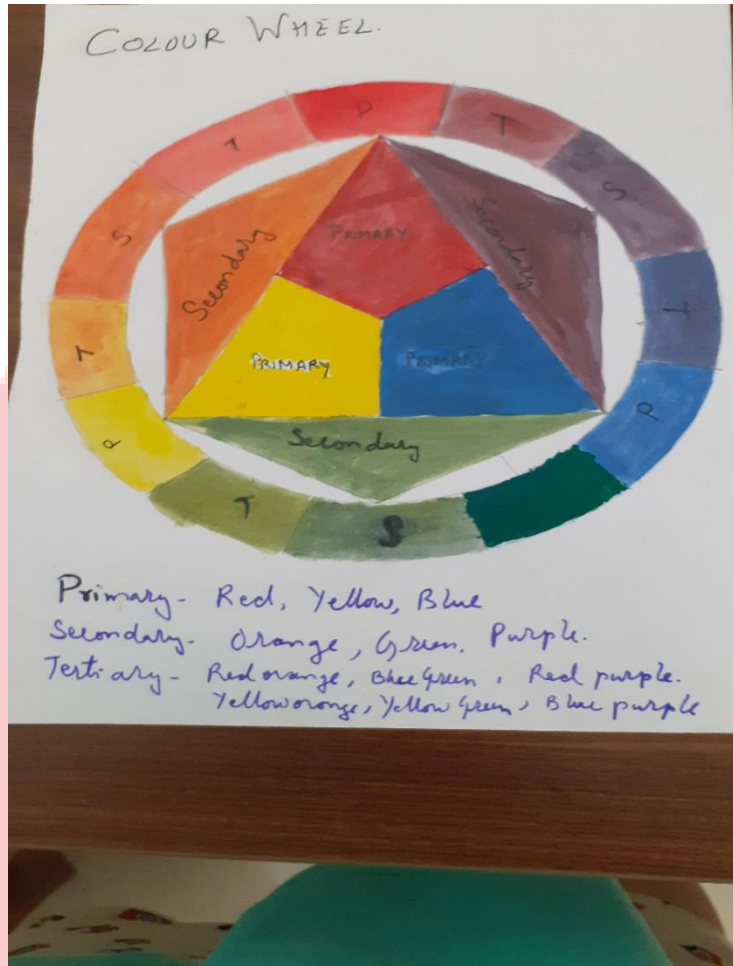 COLOUR WHEEL.
P
T
T
S
S
Primary
Secondary
Secondary
T
T
Primary
Primary
P
P
Secondary
T
S
Primary - Red, Yellow, Blue
Secondary - Orange, Green, Purple.
Tertiary - Red orange, Blue Green, Red purple.
Yellow orange, Yellow Green, Blue purple